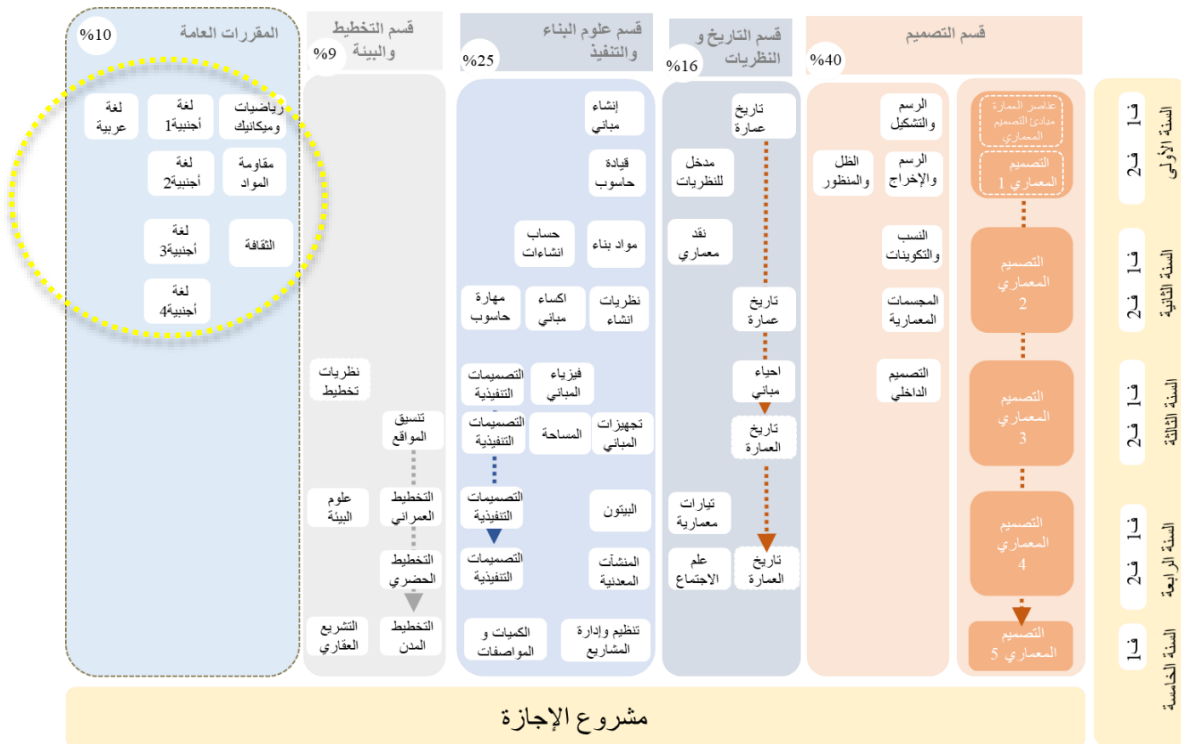 قسم التصميم
%40
قسم التاريخ و
النظريات
%16
قسم علوم البناء
والتنفيذ
%25
قسم التخطيط
والبيئة
%9
المقررات العامة
%10
السنة الأولى
ف1
ف2
عناصر العمارة
مبادئ التصميم
المعماري
التصميم
المعماري 1
الرسم
والتشكيل
الرسم
والإخراج
الظل
والمنظور
تاريخ
عمارة
مدخل
للنظريات
إنشاء
مباني
قيادة
حاسوب
رياضيات
وميكانيك
لغة
أجنبية1
لغة
عربية
مقاومة
المواد
لغة
أجنبية2
السنة الثانية
ف1
ف2
التصميم
المعماري
2
النسب
والتكوينات
المجسمات
المعمارية
نقد
معماري
تاريخ
عمارة
مواد بناء
حساب
انشاءات
نظريات
انشاء
اكساء
مباني
مهارة
حاسوب
الثقافة
لغة
أجنبية3
لغة
أجنبية4
السنة الثالثة
ف1
ف2
التصميم
المعماري
3
التصميم
الداخلي
احياء
مباني
تاريخ
العمارة
فيزياء
المباني
التصميمات
التنفيذية
تجهيزات
المباني
المساحة
التصميمات
التنفيذية
نظريات
تخطيط
تنسيق
المواقع
السنة الرابعة
ف1
ف2
التصميم
المعماري
4
تيارات
معمارية
تاريخ
العمارة
علم
الاجتماع
البيتون
التصميمات
التنفيذية
المنشآت
المعدنية
التصميمات
التنفيذية
التخطيط
العمراني
علوم
البيئة
التخطيط
الحضري
السنة الخامسة
ف1
التصميم
المعماري 5
تنظيم وإدارة
المشاريع
الكميات و
المواصفات
التخطيط
المدن
التشريع
العقاري
مشروع الإجازة